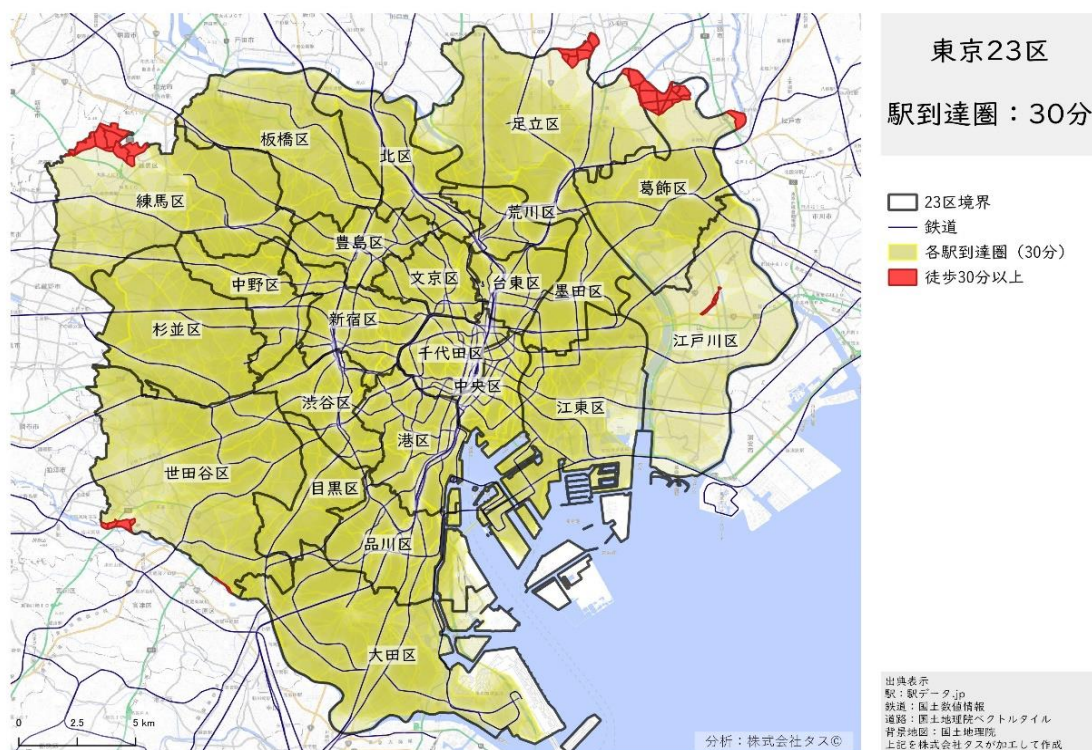 東京23区
駅到達圏：30分
23区境界
鉄道
各駅到達圏（30分）
徒歩30分以上
足立区
板橋区
北区
葛飾区
練馬区
荒川区
豊島区
文京区
台東区
墨田区
中野区
新宿区
杉並区
江戸川区
千代田区
中央区
渋谷区
江東区
港区
世田谷区
目黒区
品川区
大田区
0 2.5 5 km
分析：株式会社タス©
出典表示
駅：駅データ.jp
鉄道：国土数値情報
道路：国土地理院ベクトルタイル
背景地図：国土地理院
上記を株式会社タスが加工して作成